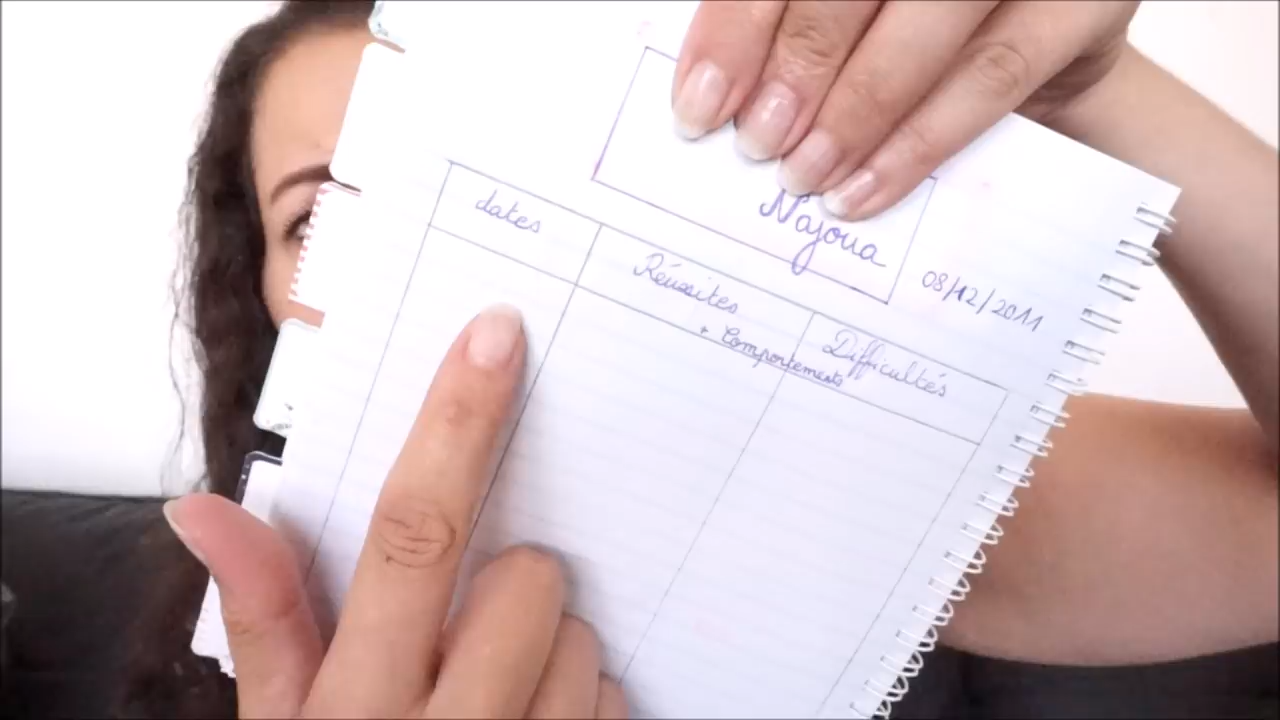 Najoua
08/12/2011
dates
Réussites
+ Comportements
Difficultés